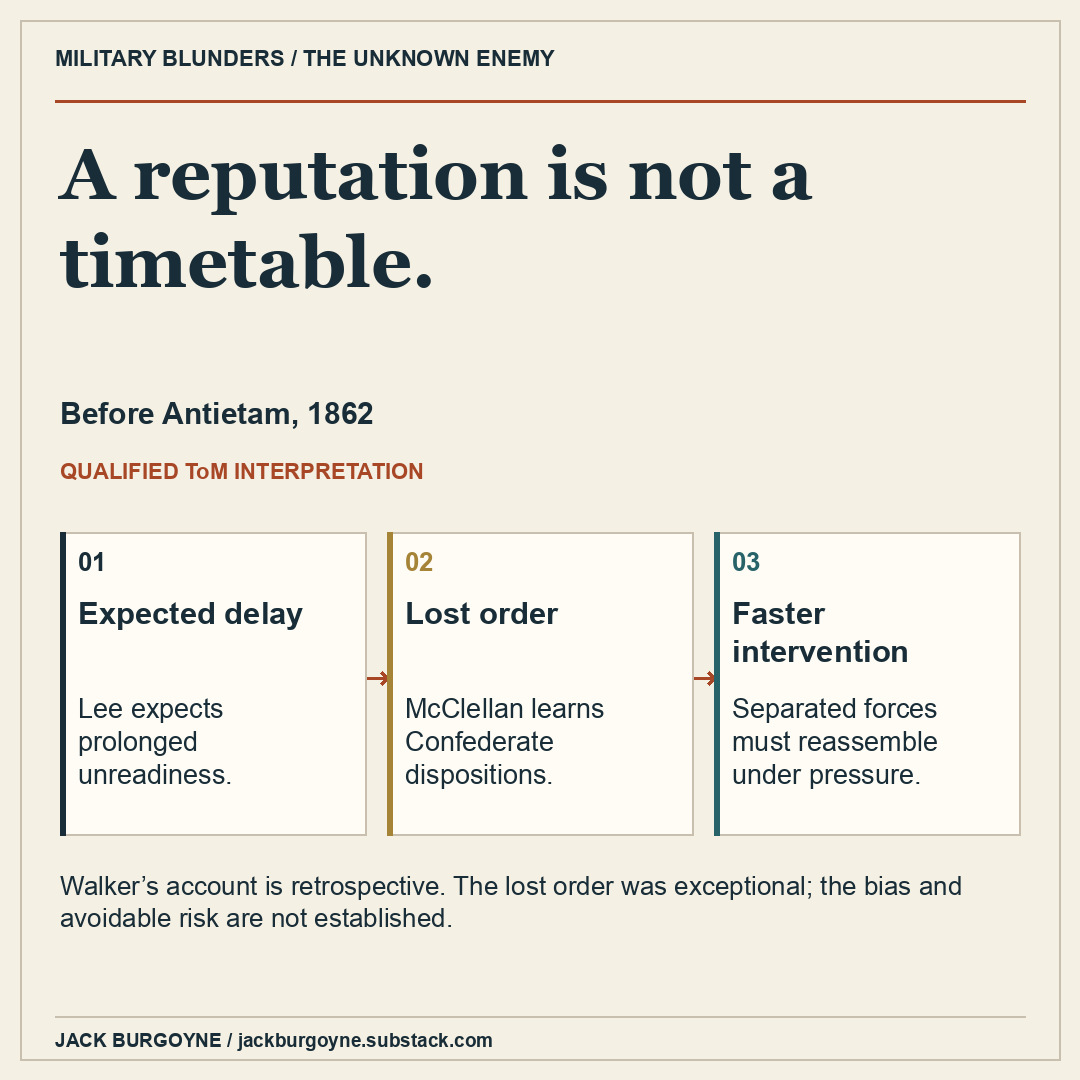 MILITARY BLUNDERS / THE UNKNOWN ENEMY
A reputation is not a
timetable.
Before Antietam, 1862
QUALIFIED ToM INTERPRETATION
01
Expected delay
Lee expects
prolonged
unreadiness.
02
Lost order
McClellan learns
Confederate
dispositions.
03
Faster
intervention
Separated forces
must reassemble
under pressure.
Walker’s account is retrospective. The lost order was exceptional; the bias and
avoidable risk are not established.
JACK BURGOYNE / jackburgoyne.substack.com